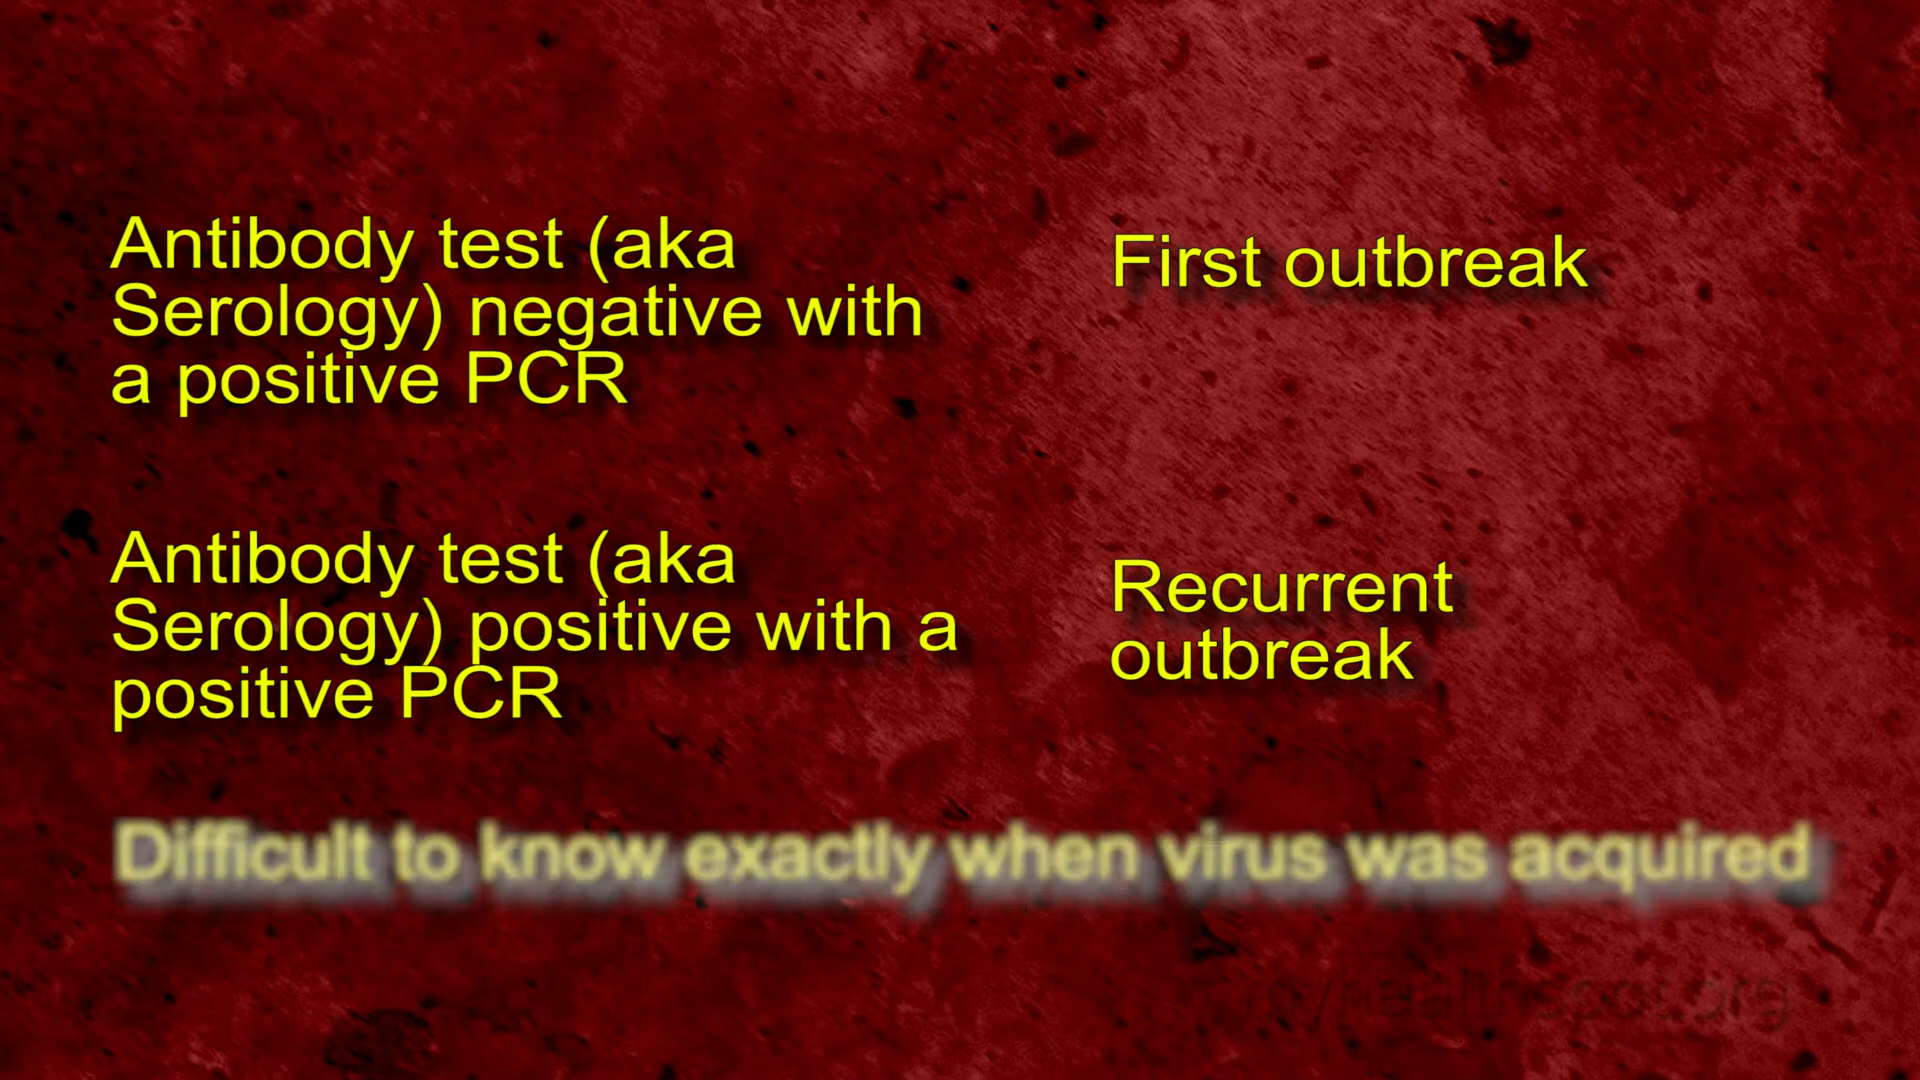 Antibody test (aka
Serology) negative with
a positive PCR
First outbreak
Antibody test (aka
Serology) positive with a
positive PCR
Recurrent
outbreak
Difficult to know exactly when virus was acquired